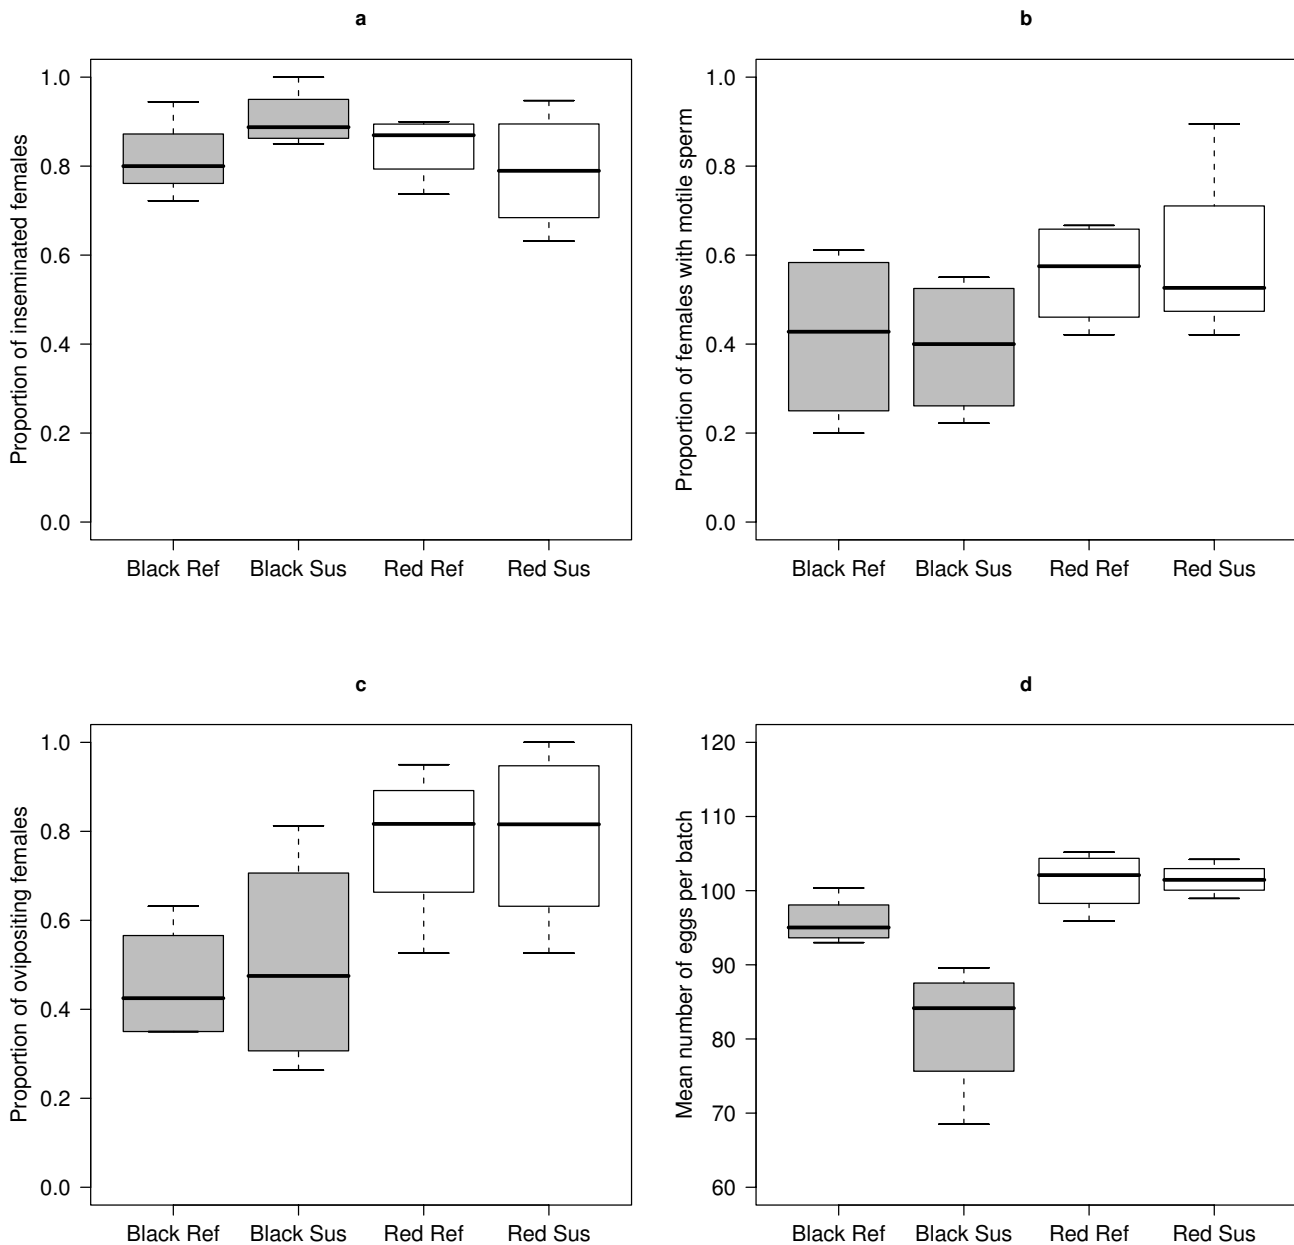 a
Proportion of inseminated females
1.0
0.8
0.6
0.4
0.2
0.0
Black Ref Black Sus Red Ref Red Sus
b
Proportion of females with motile sperm
1.0
0.8
0.6
0.4
0.2
0.0
Black Ref Black Sus Red Ref Red Sus
c
Proportion of ovipositing females
1.0
0.8
0.6
0.4
0.2
0.0
Black Ref Black Sus Red Ref Red Sus
d
Mean number of eggs per batch
120
110
100
90
80
70
60
Black Ref Black Sus Red Ref Red Sus